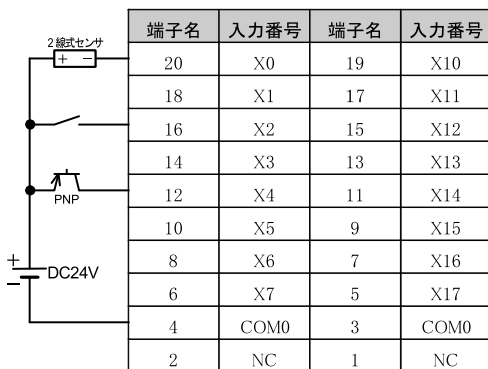 端子名 入力番号 端子名 入力番号
2線式センサ
+ −
20 X0 19 X10
18 X1 17 X11
16 X2 15 X12
14 X3 13 X13
PNP
12 X4 11 X14
10 X5 9 X15
+
8 X6 7 X16
DC24V
−
6 X7 5 X17
4 COM0 3 COM0
2 NC 1 NC